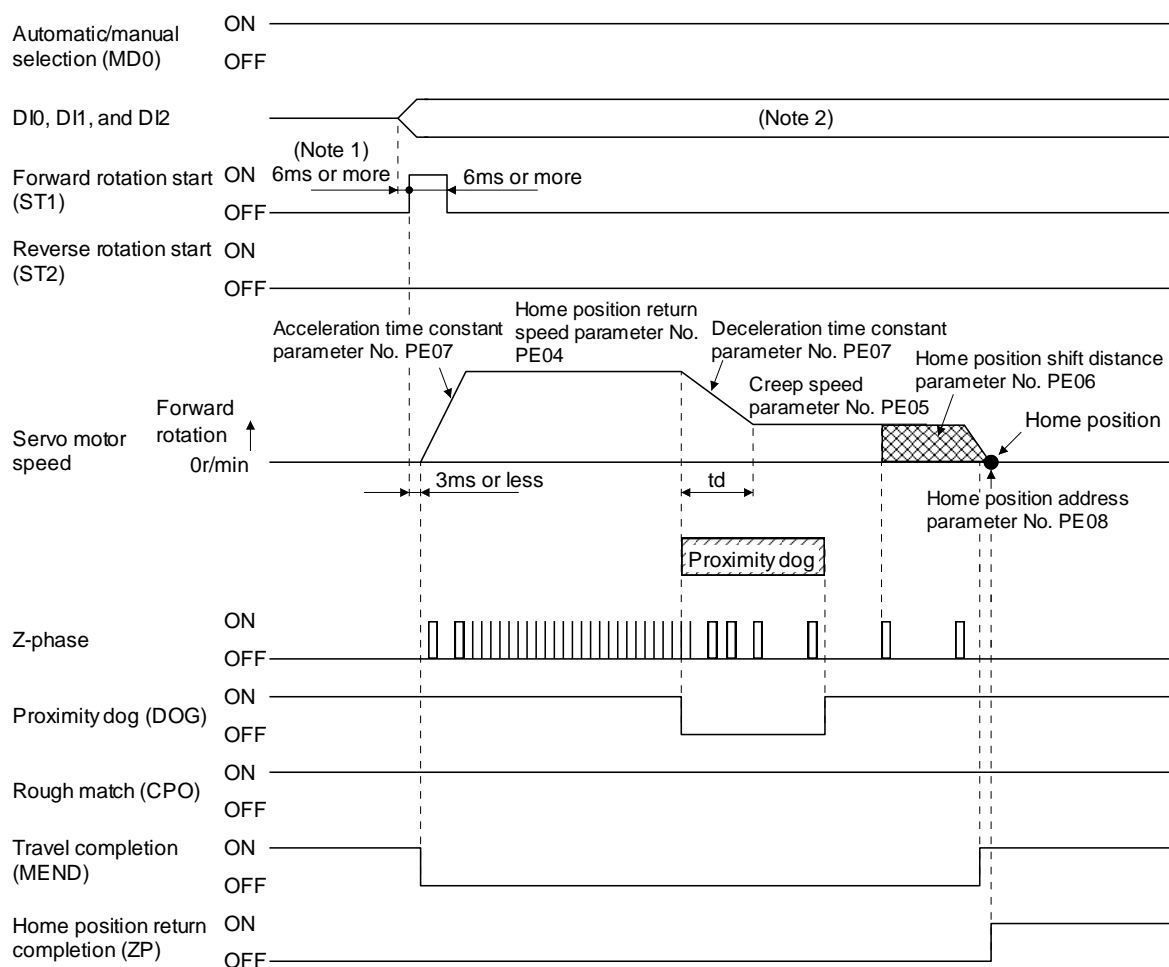 Automatic/manual
selection (MD0)
ON
OFF
DI0, DI1, and DI2
(Note 2)
(Note 1)
Forward rotation start
(ST1)
ON
6ms or more
6ms or more
OFF
Reverse rotation start
(ST2)
ON
OFF
Acceleration time constant
parameter No. PE07
Home position return
speed parameter No.
PE04
Deceleration time constant
parameter No. PE07
Home position shift distance
parameter No. PE06
Creep speed
parameter No. PE05
Home position
Servo motor
speed
Forward
rotation
0r/min
3ms or less
td
Home position address
parameter No. PE08
Proximity dog
Z-phase
ON
OFF
Proximity dog (DOG)
ON
OFF
Rough match (CPO)
ON
OFF
Travel completion
(MEND)
ON
OFF
Home position return
completion (ZP)
ON
OFF